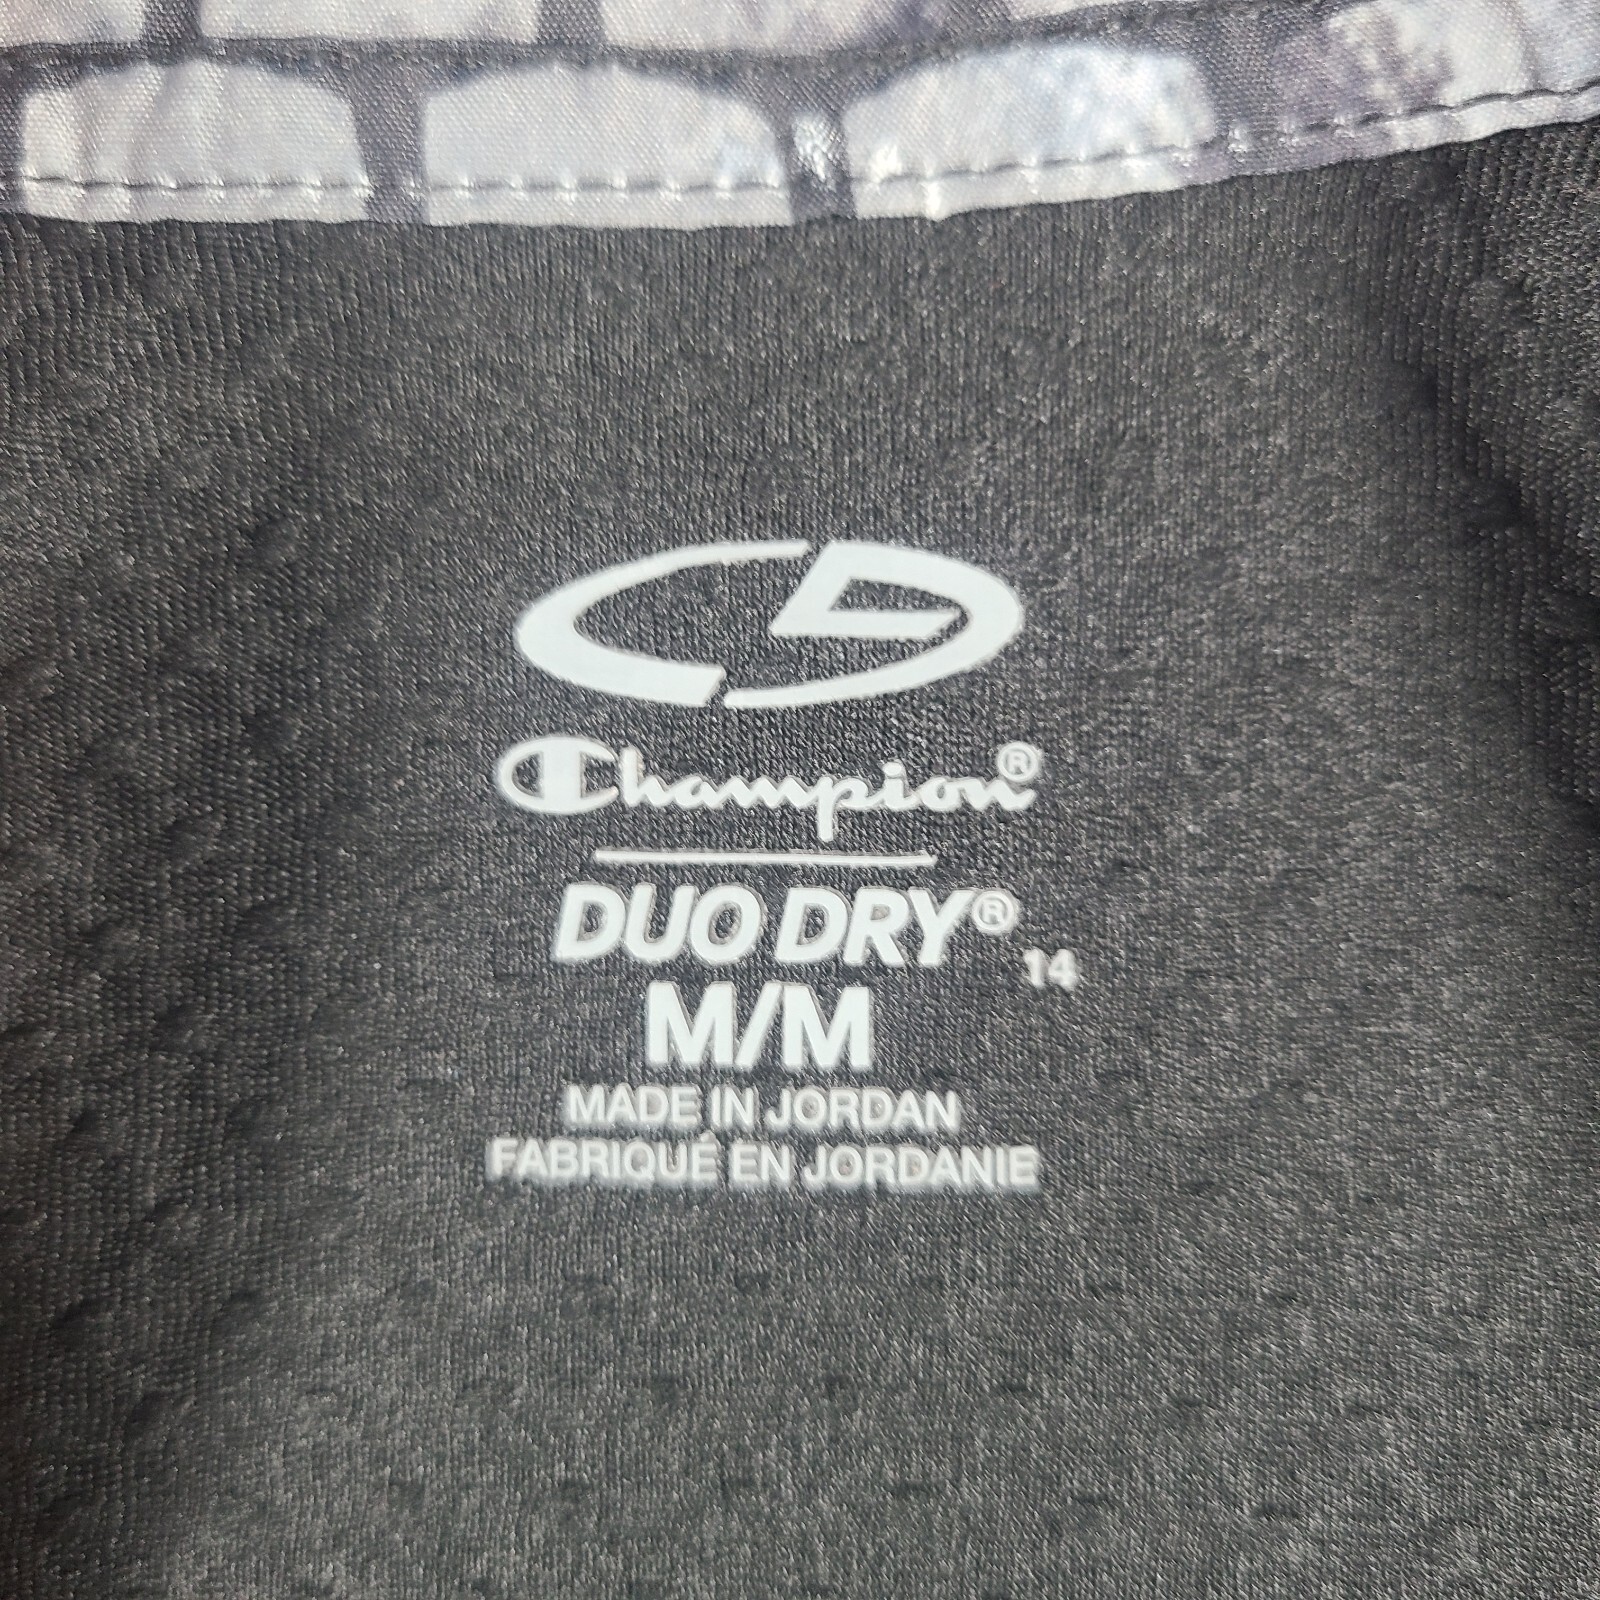 Champion®
DUO DRY®
14
M/M
MADE IN JORDAN
FABRIQUÉ EN JORDANIE